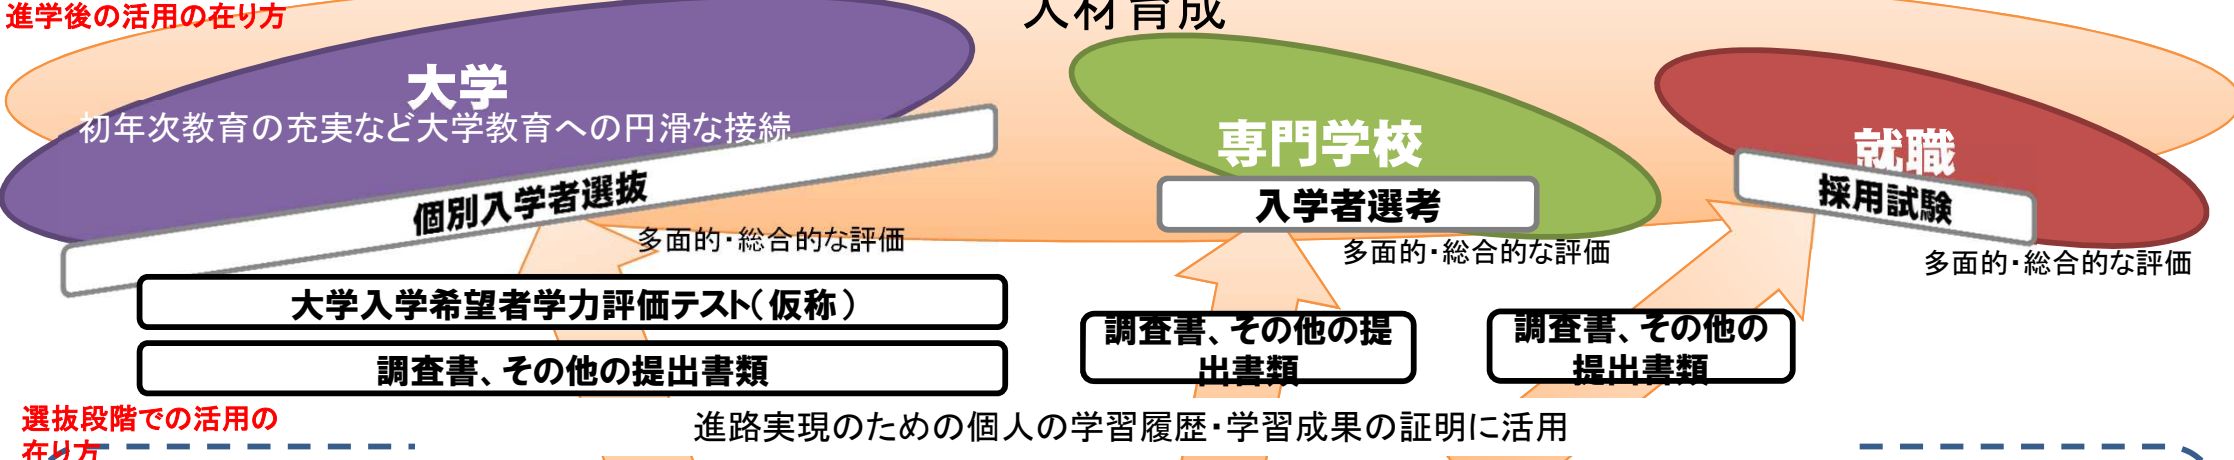 進学後の活用の在り方
人材育成
大学
初年次教育の充実など大学教育への円滑な接続
個別入学者選抜
多面的・総合的な評価
専門学校
入学者選考
多面的・総合的な評価
就職
採用試験
多面的・総合的な評価
大学入学希望者学力評価テスト(仮称)
調査書、その他の提出書類
調査書、その他の提
出書類
調査書、その他の
提出書類
選抜段階での活用の
在り方
進路実現のための個人の学習履歴・学習成果の証明に活用